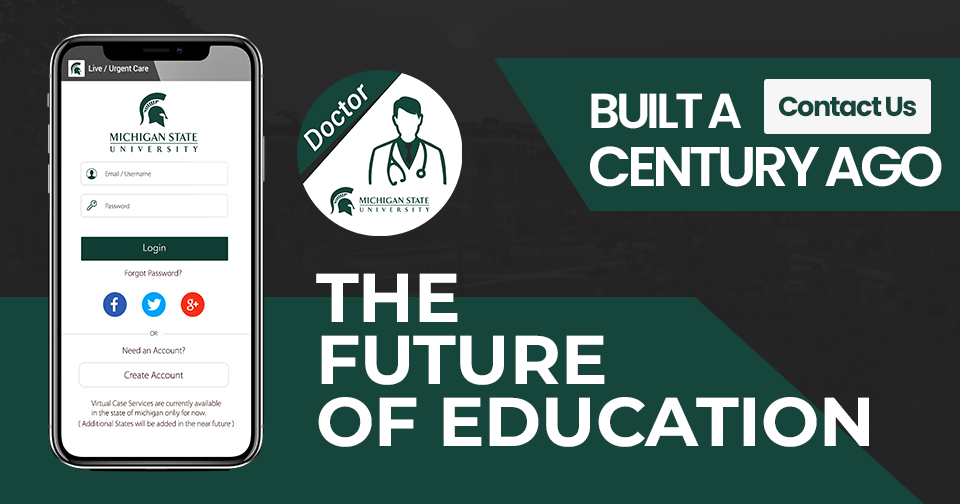 Live / Urgent Care
MICHIGAN STATE
UNIVERSITY
Email / Username
Password
Login
Forgot Password?
f
g+
OR
Need an Account?
Create Account
Virtual Case Services are currently available
in the state of michigan only for now.
( Additional States will be added in the near future )
Doctor
MICHIGAN STATE
UNIVERSITY
BUILT A
Contact Us
CENTURY AGO
THE
FUTURE
OF EDUCATION